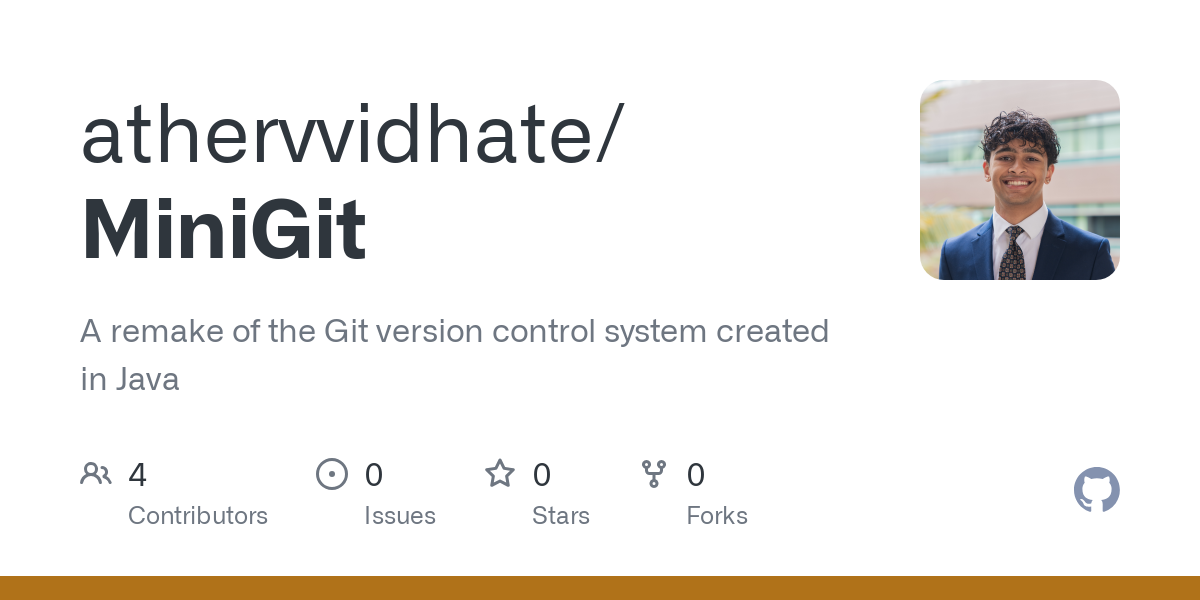 athervvidhate/
MiniGit
A remake of the Git version control system created
in Java
4
Contributors
0
Issues
0
Stars
0
Forks